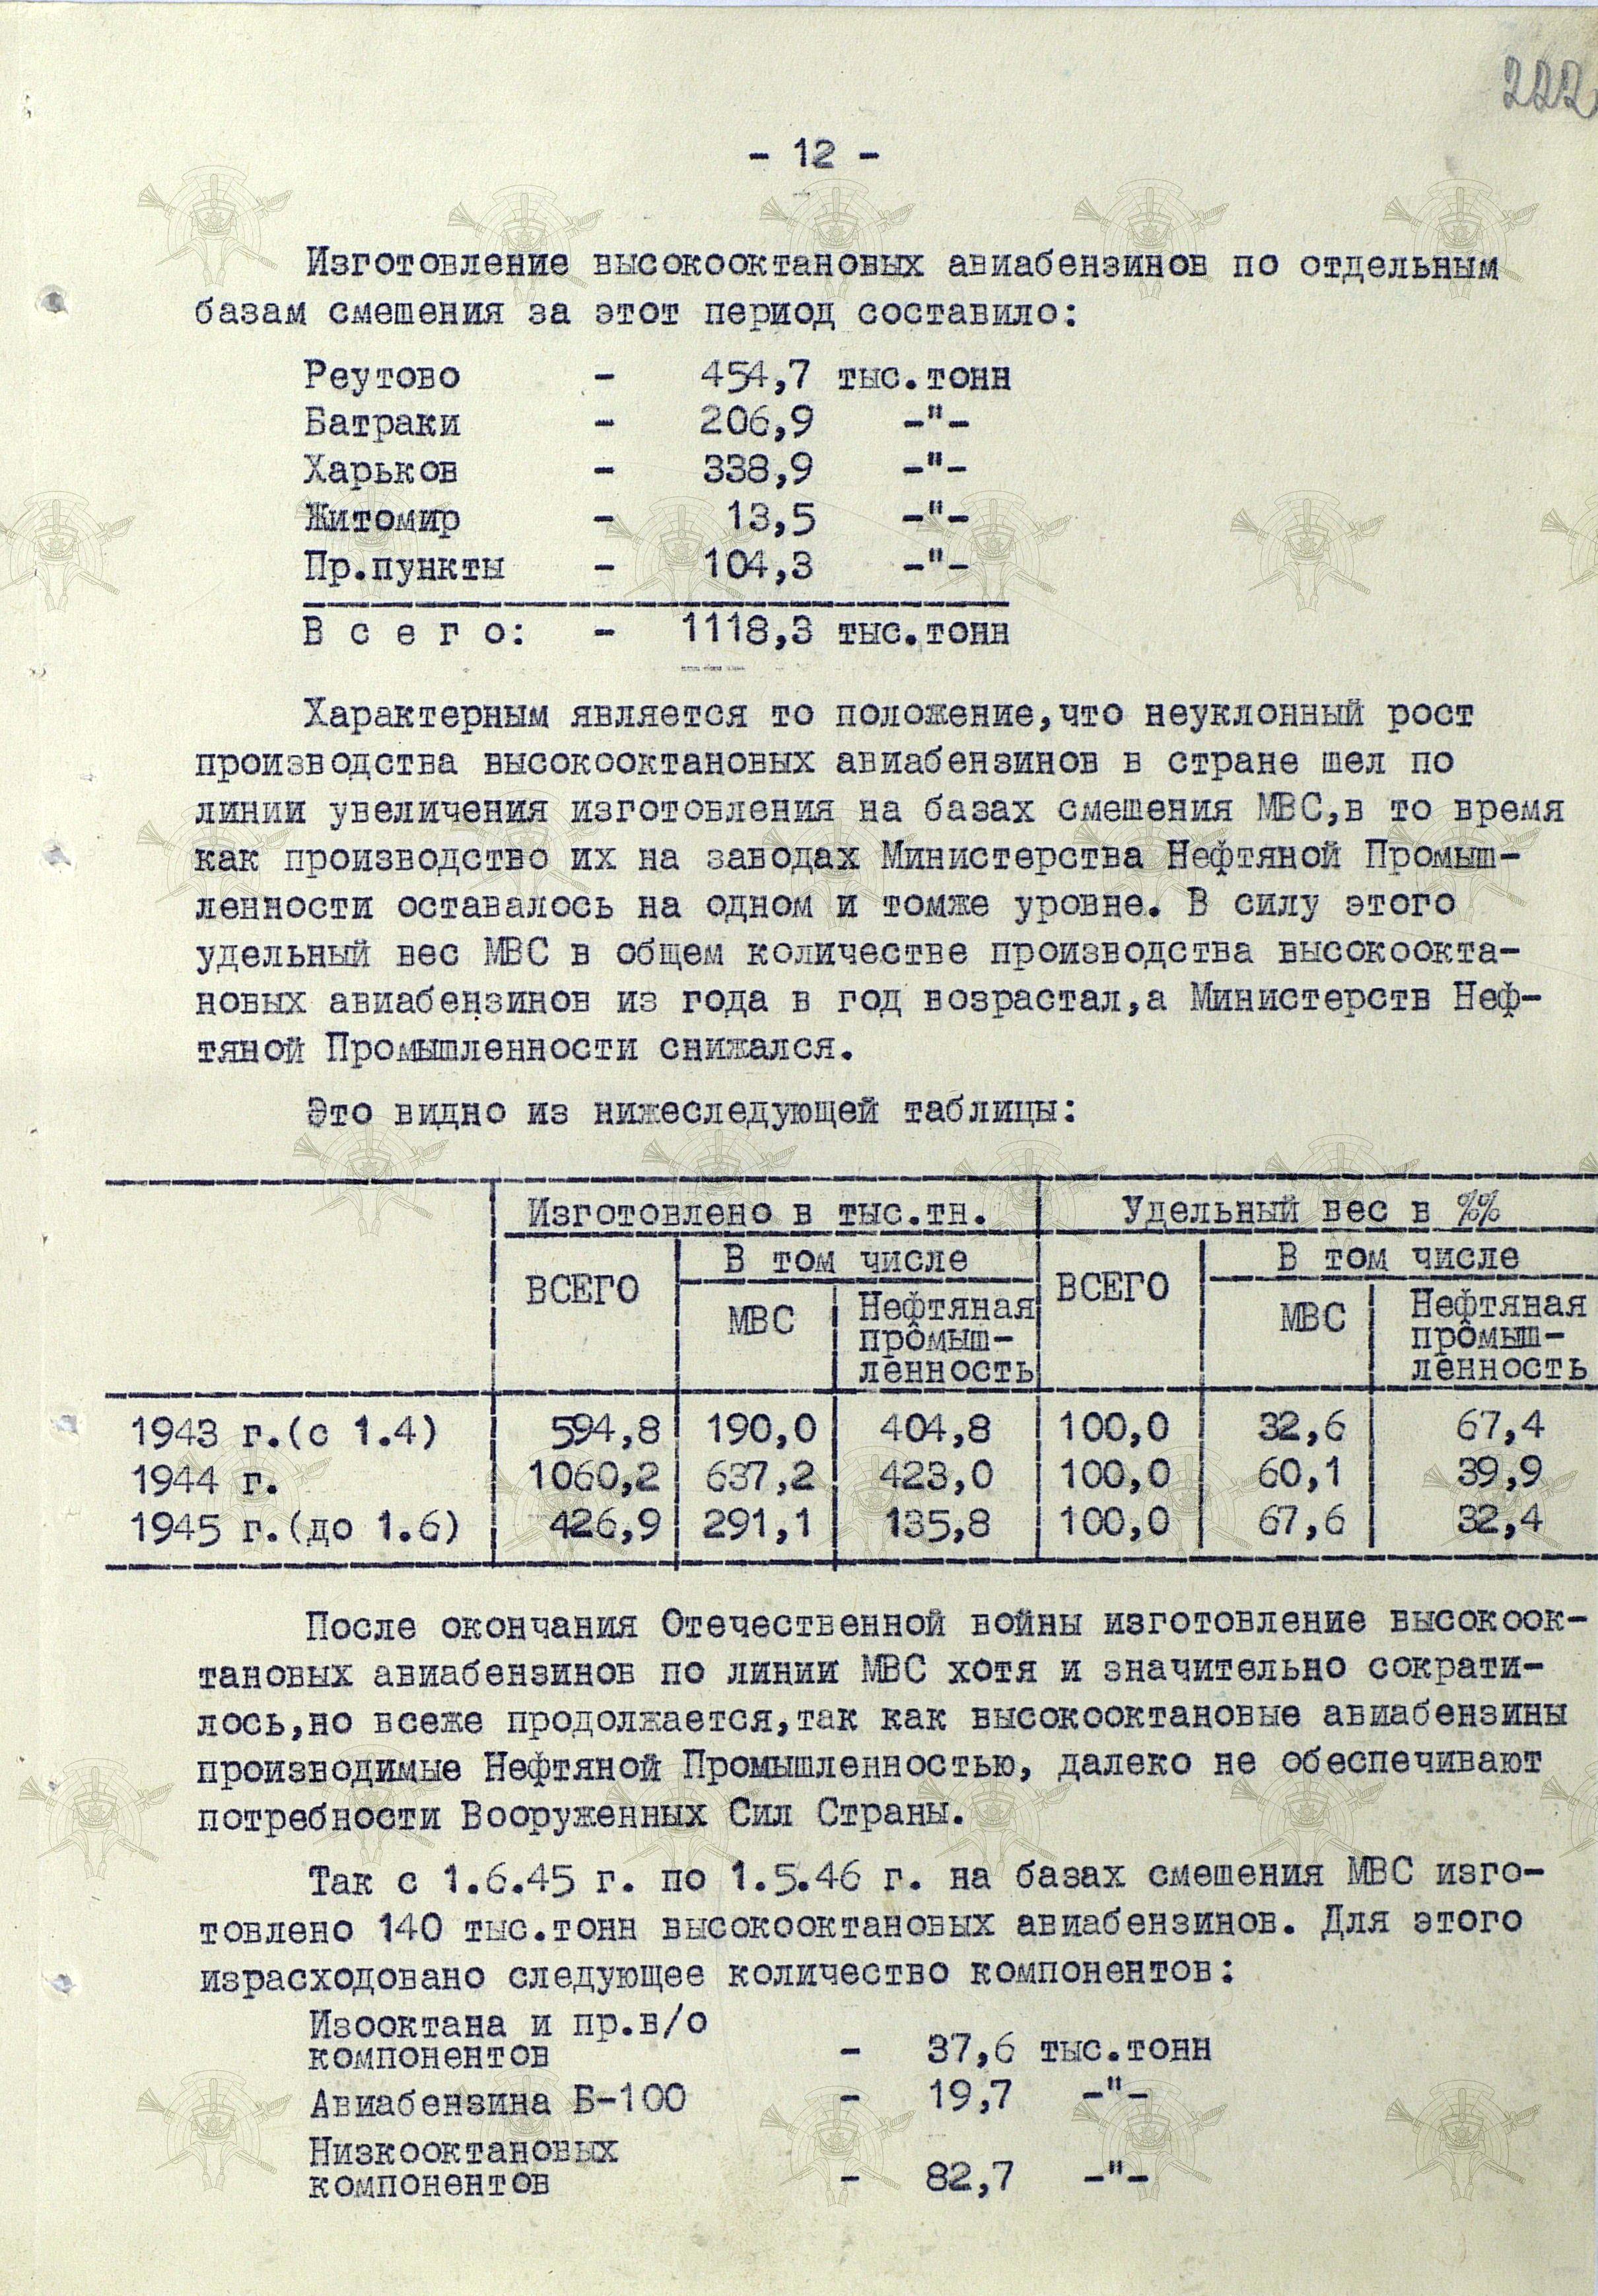 222
- 12 -
Изготовление высокооктановых авиабензинов по отдельным
базам смешения за этот период составило:
Реутово - 454,7 тыс.тонн
Батраки - 206,9 -"-
Харьков - 338,9 -"-
Житомир - 13,5 -"-
Пр.пункты - 104,3 -"-
В с е г о: - 1118,3 тыс.тонн
Характерным является то положение,что неуклонный рост
производства высокооктановых авиабензинов в стране шел по
линии увеличения изготовления на базах смешения МВС,в то время
как производство их на заводах Министерства Нефтяной Промыш-
ленности оставалось на одном и томже уровне. В силу этого
удельный вес МВС в общем количестве производства высокоокта-
новых авиабензинов из года в год возрастал,а Министерств Неф-
тяной Промышленности снижался.
Это видно из нижеследующей таблицы:
Изготовлено в тыс.тн. Удельный вес в %%
ВСЕГО В том числе ВСЕГО В том числе
МВС Нефтяная промыш-ленность МВС Нефтяная промыш-ленность
1943 г.(с 1.4) 594,8 190,0 404,8 100,0 32,6 67,4
1944 г. 1060,2 637,2 423,0 100,0 60,1 39,9
1945 г.(до 1.6) 426,9 291,1 135,8 100,0 67,6 32,4
После окончания Отечественной войны изготовление высокоок-
тановых авиабензинов по линии МВС хотя и значительно сократи-
лось,но всеже продолжается,так как высокооктановые авиабензины
производимые Нефтяной Промышленностью, далеко не обеспечивают
потребности Вооруженных Сил Страны.
Так с 1.6.45 г. по 1.5.46 г. на базах смешения МВС изго-
товлено 140 тыс.тонн высокооктановых авиабензинов. Для этого
израсходовано следующее количество компонентов:
Изооктана и пр.в/о
компонентов - 37,6 тыс.тонн
Авиабензина Б-100 - 19,7 -"-
Низкооктановых
компонентов - 82,7 -"-